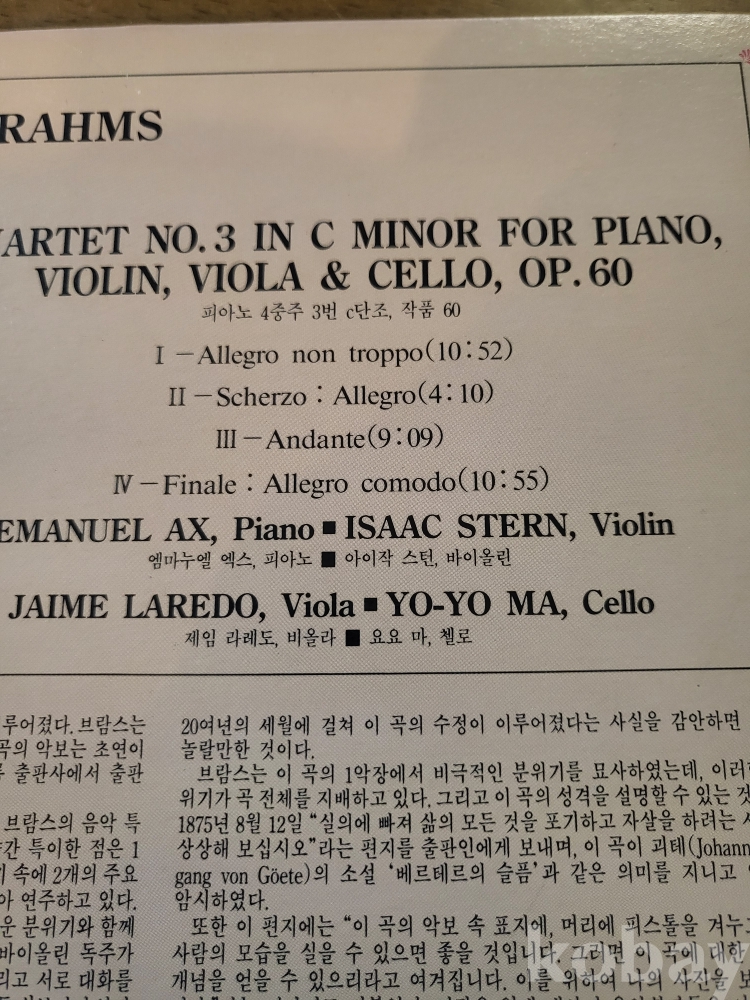 RAHMS
ARTET NO. 3 IN C MINOR FOR PIANO,
VIOLIN, VIOLA & CELLO, OP. 60
피아노 4중주 3번 c단조, 작품 60
I－Allegro non troppo(10:52)
II－Scherzo : Allegro(4:10)
III－Andante(9:09)
IV－Finale : Allegro comodo(10:55)
EMANUEL AX, Piano ■ ISAAC STERN, Violin
엠마누엘 엑스, 피아노 ■ 아이작 스턴, 바이올린
JAIME LAREDO, Viola ■ YO-YO MA, Cello
제임 라레도, 비올라 ■ 요요 마, 첼로
루어졌다. 브람스는
곡의 악보는 초연이
출판사에서 출판
브람스의 음악 특
간 특이한 점은 1
속에 2개의 주요
아 연주하고 있다.
운 분위기와 함께
바이올린 독주가
리고 서로 대화를
20여년의 세월에 걸쳐 이 곡의 수정이 이루어졌다는 사실을 감안하면
놀랄만한 것이다.
브람스는 이 곡의 1악장에서 비극적인 분위기를 묘사하였는데, 이러한
위기가 곡 전체를 지배하고 있다. 그리고 이 곡의 성격을 설명할 수 있는 것
1875년 8월 12일 “실의에 빠져 삶의 모든 것을 포기하고 자살을 하려는
상상해 보십시오”라는 편지를 출판인에게 보내며, 이 곡이 괴테(Johann
gang von Göete)의 소설 ‘베르테르의 슬픔’과 같은 의미를 지니고
암시하였다.
또한 이 편지에는 “이 곡의 악보 속 표지에, 머리에 피스톨을 겨누고
사람의 모습을 실을 수 있으면 좋을 것입니다. 그러면 이 곡에 대한
개념을 얻을 수 있으리라고 여겨집니다. 이를 위하여 나의 사진을 보
kobay